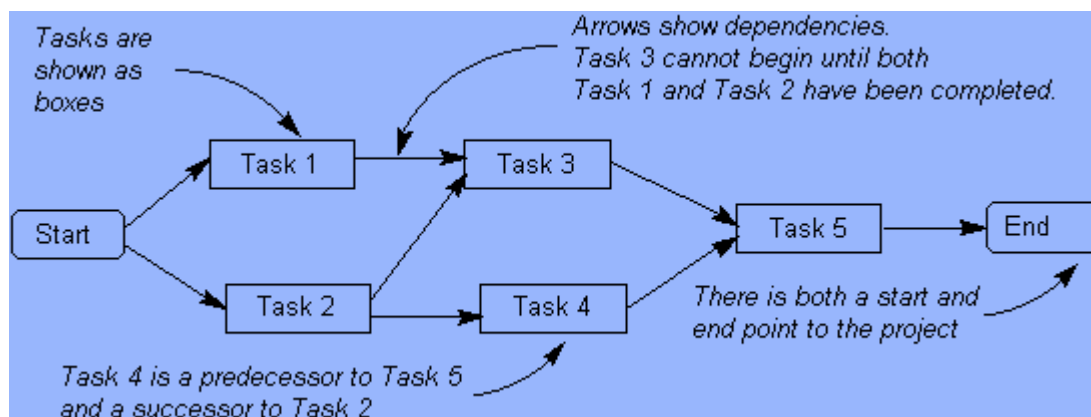 Tasks are
shown as
boxes
Arrows show dependencies.
Task 3 cannot begin until both
Task 1 and Task 2 have been completed.
Task 1
Task 3
Start
Task 5
End
Task 2
Task 4
There is both a start and
end point to the project
Task 4 is a predecessor to Task 5
and a successor to Task 2